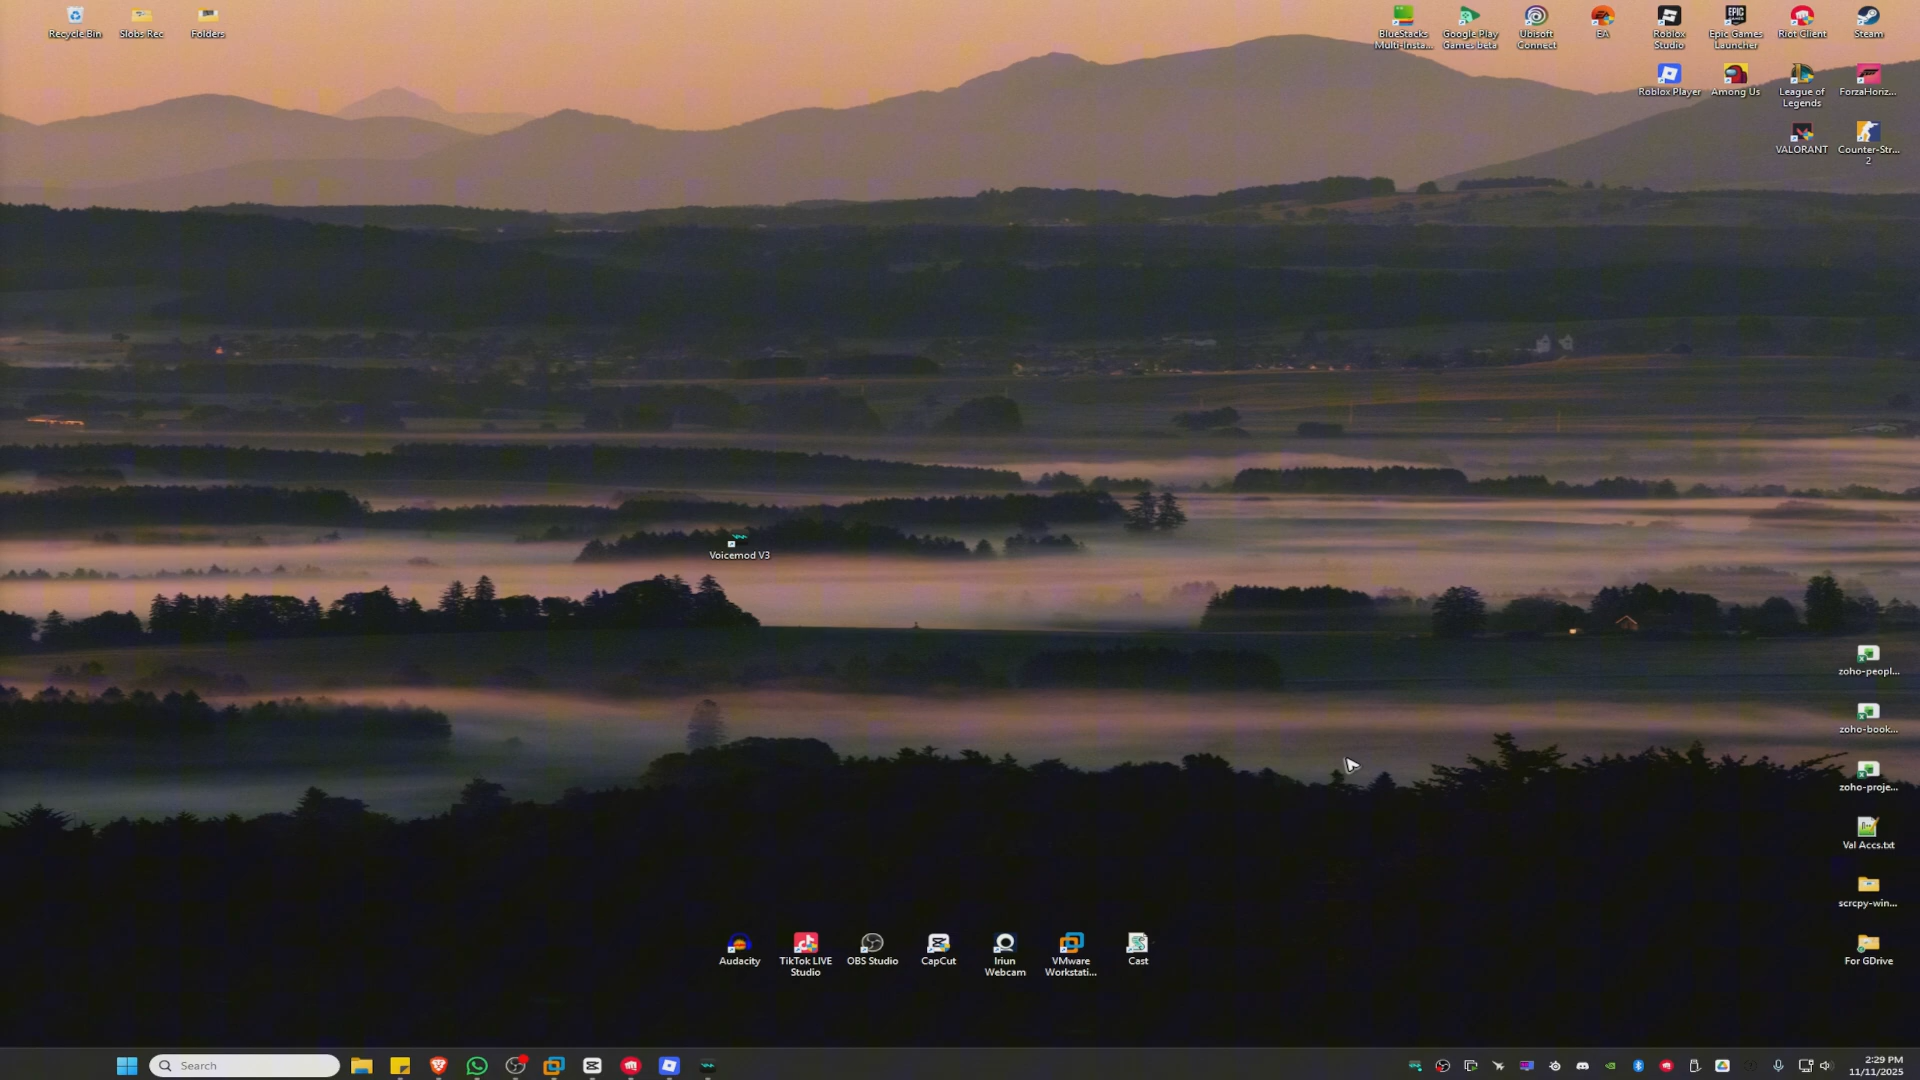 Recycle Bin
Slobs Rec
Folders
BlueStacks
Multi-Insta...
Google Play
Games beta
Ubisoft
Connect
EA
Roblox
Studio
Epic Games
Launcher
Riot Client
Steam
Roblox Player
Among Us
League of
Legends
ForzaHoriz...
VALORANT
Counter-Str...
2
Voicemod V3
zoho-peopl...
zoho-book...
zoho-proje...
Val Accs.txt
scrcpy-win...
For GDrive
Audacity
TikTok LIVE
Studio
OBS Studio
CapCut
Iriun
Webcam
VMware
Workstati...
Cast
Search
2:29 PM
11/11/2025